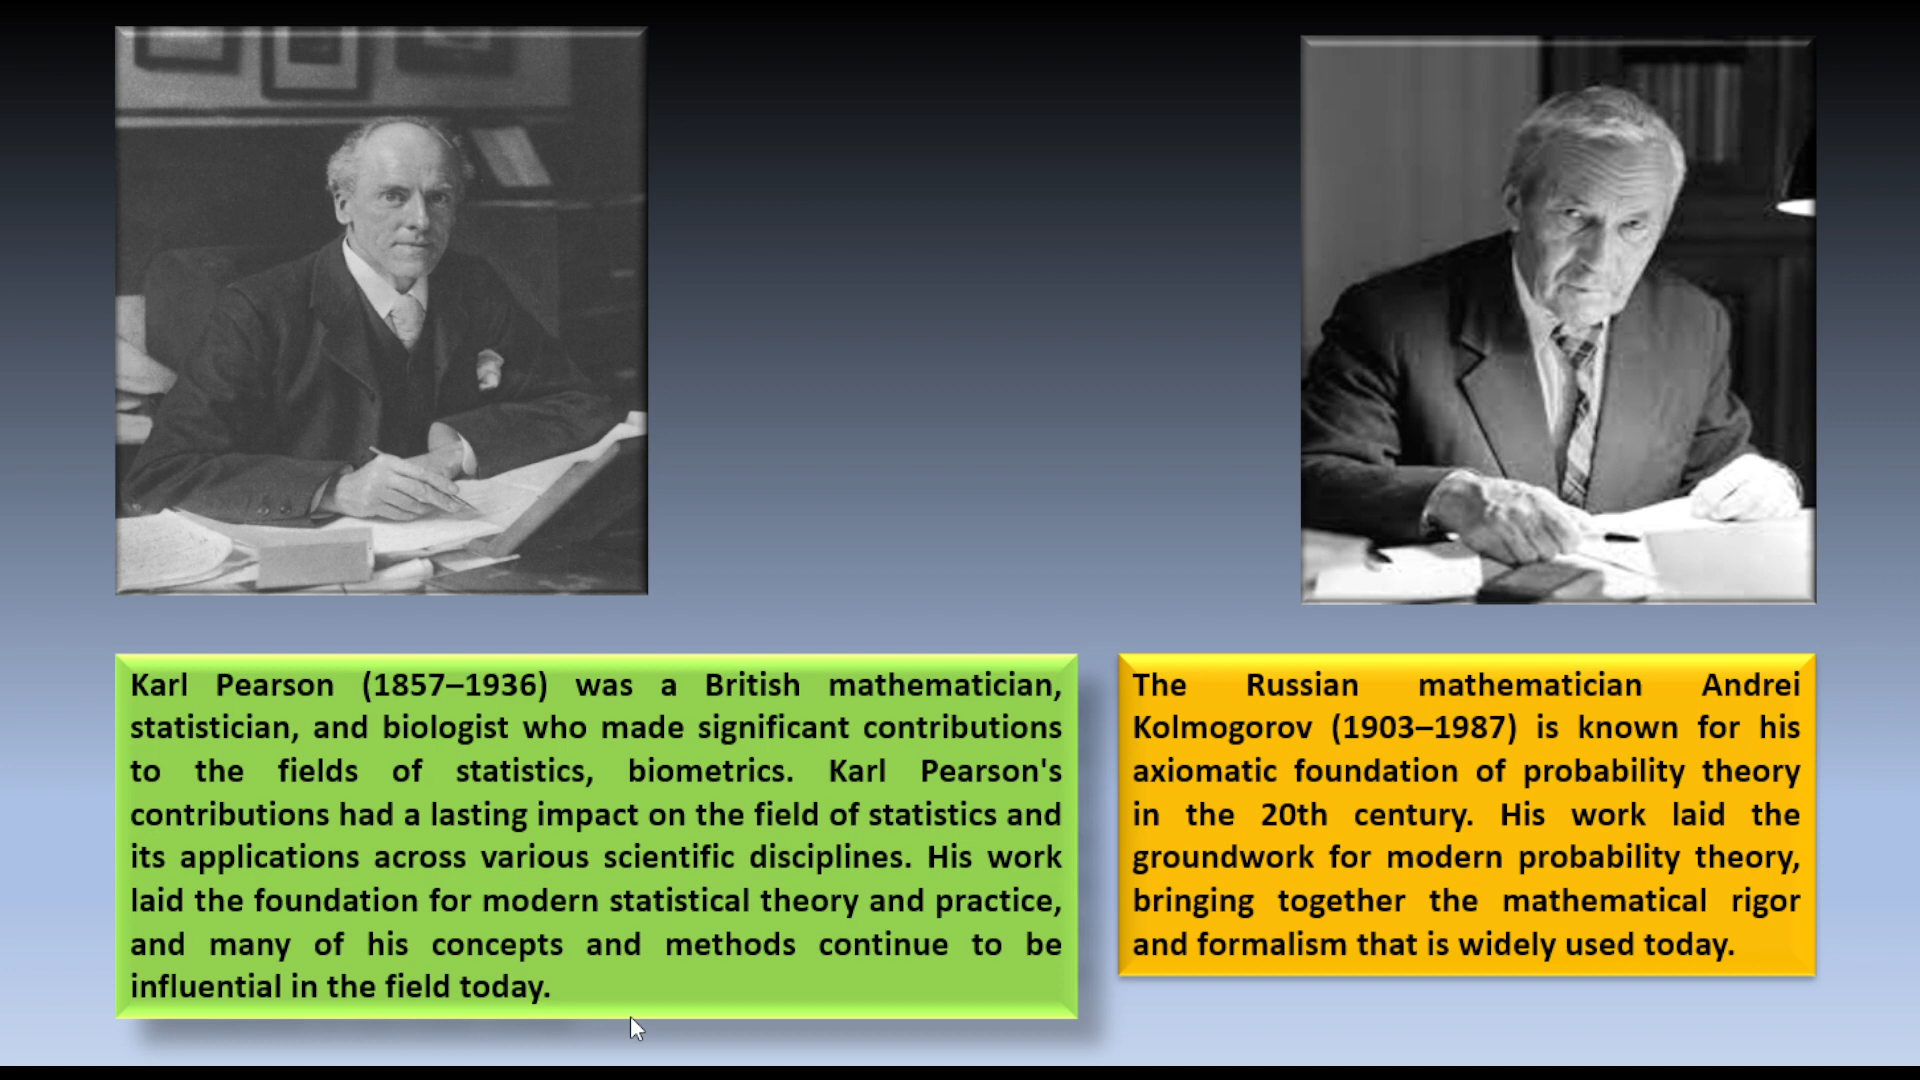 Karl Pearson (1857–1936) was a British mathematician,
statistician, and biologist who made significant contributions
to the fields of statistics, biometrics. Karl Pearson's
contributions had a lasting impact on the field of statistics and
its applications across various scientific disciplines. His work
laid the foundation for modern statistical theory and practice,
and many of his concepts and methods continue to be
influential in the field today.
The Russian mathematician Andrei
Kolmogorov (1903–1987) is known for his
axiomatic foundation of probability theory
in the 20th century. His work laid the
groundwork for modern probability theory,
bringing together the mathematical rigor
and formalism that is widely used today.